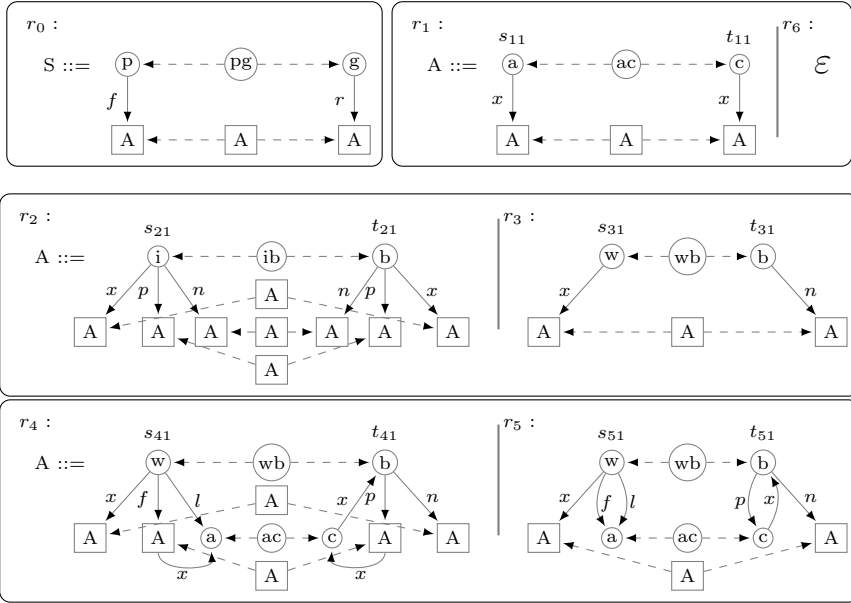 r0 : r1 : r6 :
s11 t11
S ::= p pg g A ::= a ac c ε
f r x x
A A A A A A
r2 : r3 :
s21 t21 s31 t31
A ::= i ib b w wb b
x p n A n p x x n
A A A A A A A A A A
A
r4 : r5 :
s41 t41 s51 t51
A ::= w wb b w wb b
x f l A x p n x f l p x n
A A a ac c A A A a ac c A
x A x A